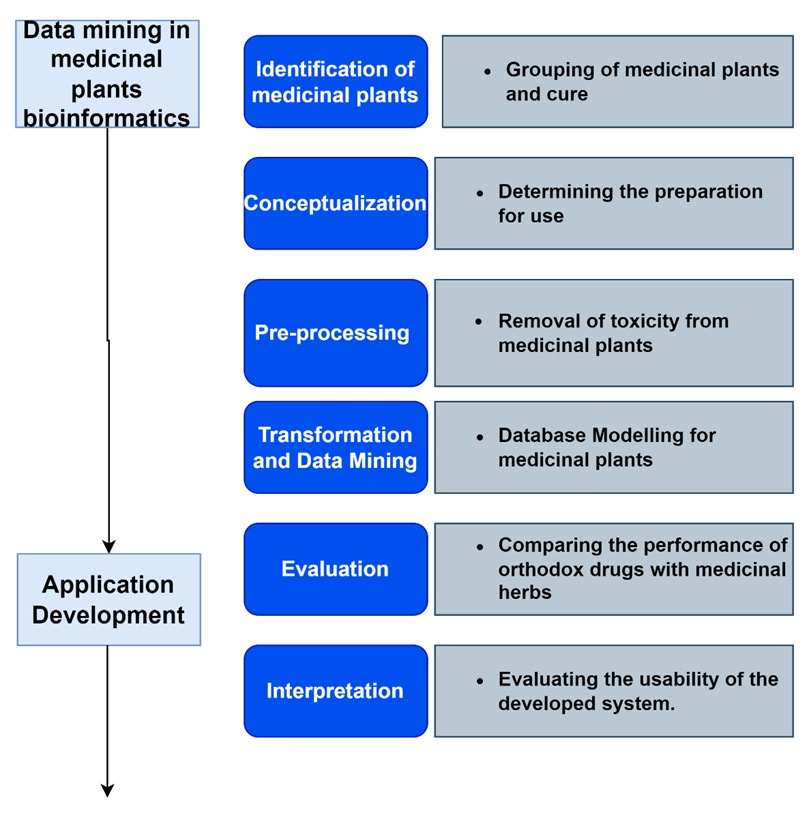 Data mining in
medicinal
plants
bioinformatics
Identification of
medicinal plants
• Grouping of medicinal plants
and cure
Conceptualization
• Determining the preparation
for use
Pre-processing
• Removal of toxicity from
medicinal plants
Transformation
and Data Mining
• Database Modelling for
medicinal plants
Application
Development
Evaluation
• Comparing the performance of
orthodox drugs with medicinal
herbs
Interpretation
• Evaluating the usability of the
developed system.